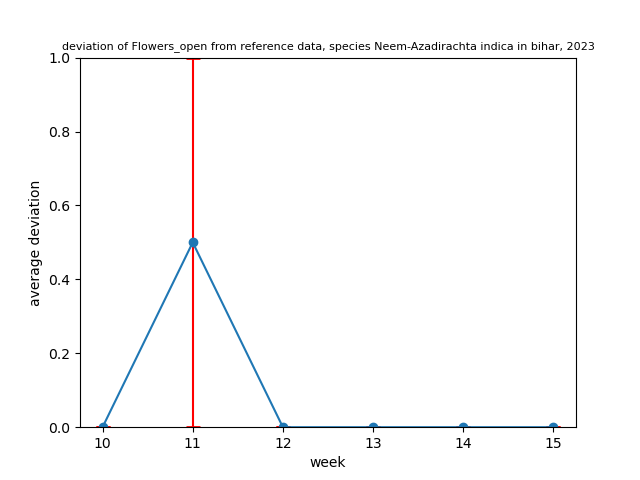 deviation of Flowers_open from reference data, species Neem-Azadirachta indica in bihar, 2023
1.0
0.8
0.6
0.4
0.2
0.0
average deviation
10 11 12 13 14 15
week